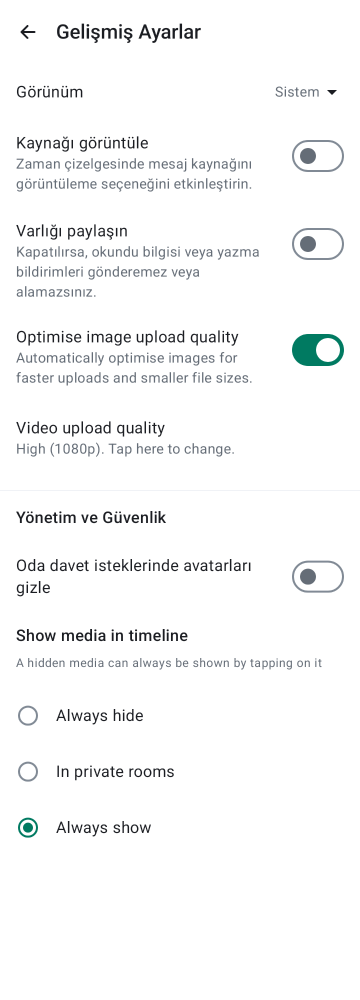 Gelişmiş Ayarlar
Görünüm
Sistem
Kaynağı görüntüle
Zaman çizelgesinde mesaj kaynağını
görüntüleme seçeneğini etkinleştirin.
Varlığı paylaşın
Kapatılırsa, okundu bilgisi veya yazma
bildirimleri gönderemez veya
alamazsınız.
Optimise image upload quality
Automatically optimise images for
faster uploads and smaller file sizes.
Video upload quality
High (1080p). Tap here to change.
Yönetim ve Güvenlik
Oda davet isteklerinde avatarları
gizle
Show media in timeline
A hidden media can always be shown by tapping on it
Always hide
In private rooms
Always show